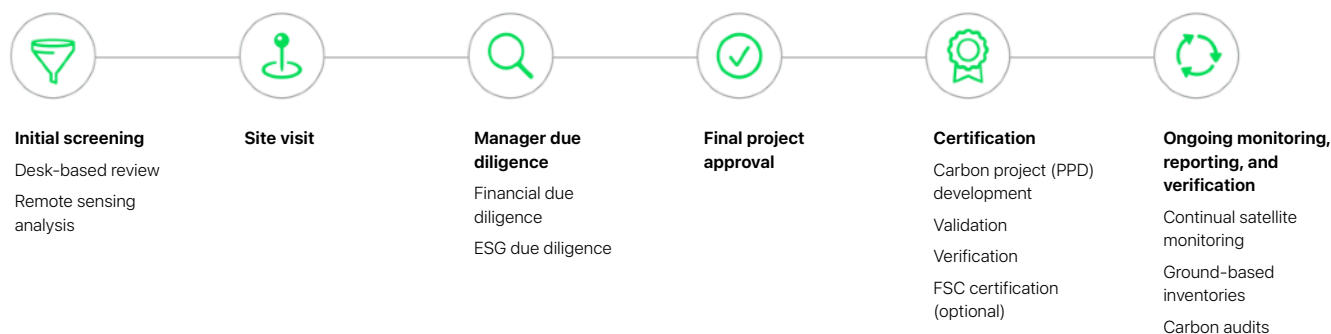 Initial screening
Desk-based review
Remote sensing
analysis
Site visit
Manager due
diligence
Financial due
diligence
ESG due diligence
Final project
approval
Certification
Carbon project (PPD)
development
Validation
Verification
FSC certification
(optional)
Ongoing monitoring,
reporting, and
verification
Continual satellite
monitoring
Ground-based
inventories
Carbon audits